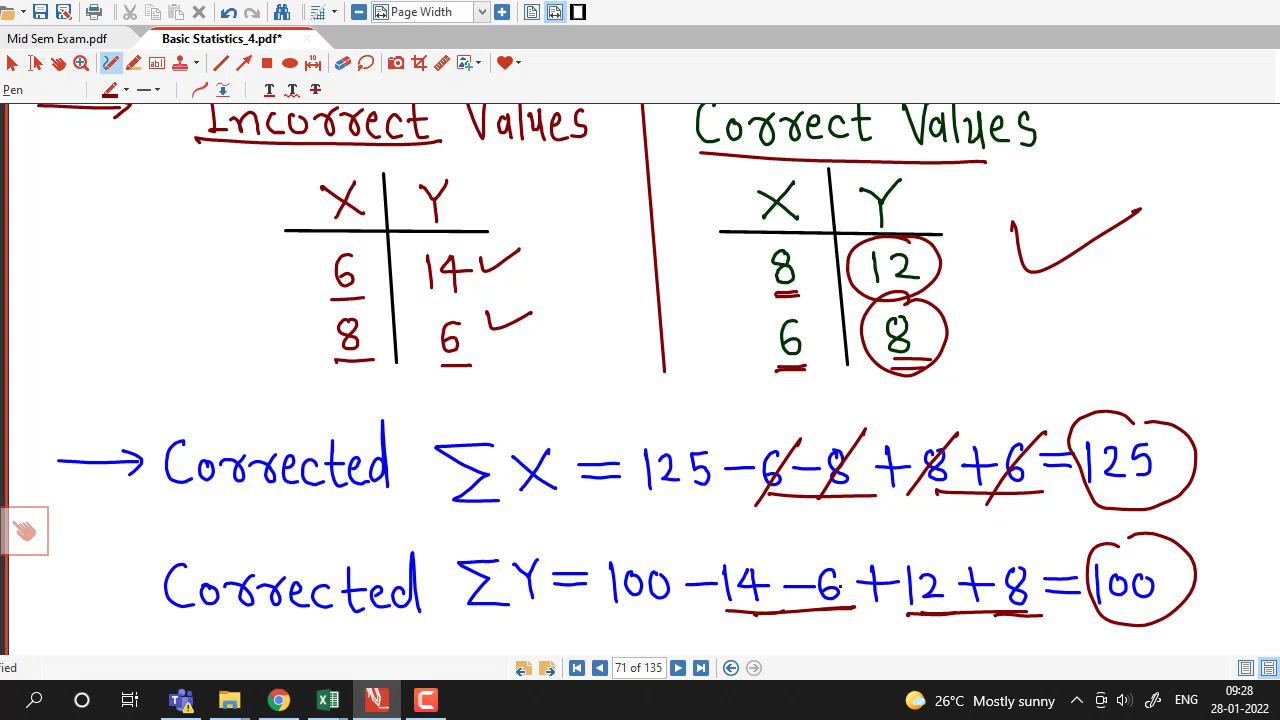 Page Width
Mid Sem Exam.pdf
Basic Statistics_4.pdf*
Pen
Incorrect Values
Correct Values
X Y
X Y
6 14
8 12
8 6
6 8
Corrected ∑ X = 125 - 6 - 8 + 8 + 6 = 125
Corrected ∑ Y = 100 - 14 - 6 + 12 + 8 = 100
fied
71 of 135
26°C Mostly sunny
ENG
09:28
28-01-2022